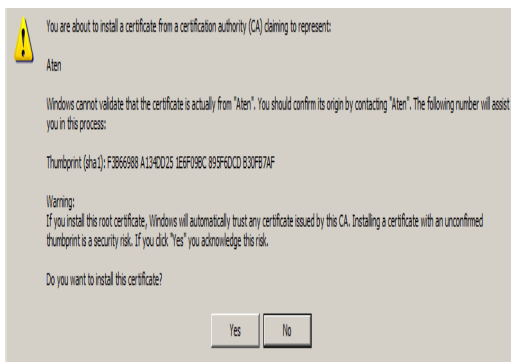 You are about to install a certificate from a certification authority (CA) claiming to represent:
Aten
Windows cannot validate that the certificate is actually from "Aten". You should confirm its origin by contacting "Aten". The following number will assist
you in this process:
Thumbprint (sha1): F3B66988 A134DD25 1E6F09BC 895F6DCD B30FB7AF
Warning:
If you install this root certificate, Windows will automatically trust any certificate issued by this CA. Installing a certificate with an unconfirmed
thumbprint is a security risk. If you click "Yes" you acknowledge this risk.
Do you want to install this certificate?
Yes No